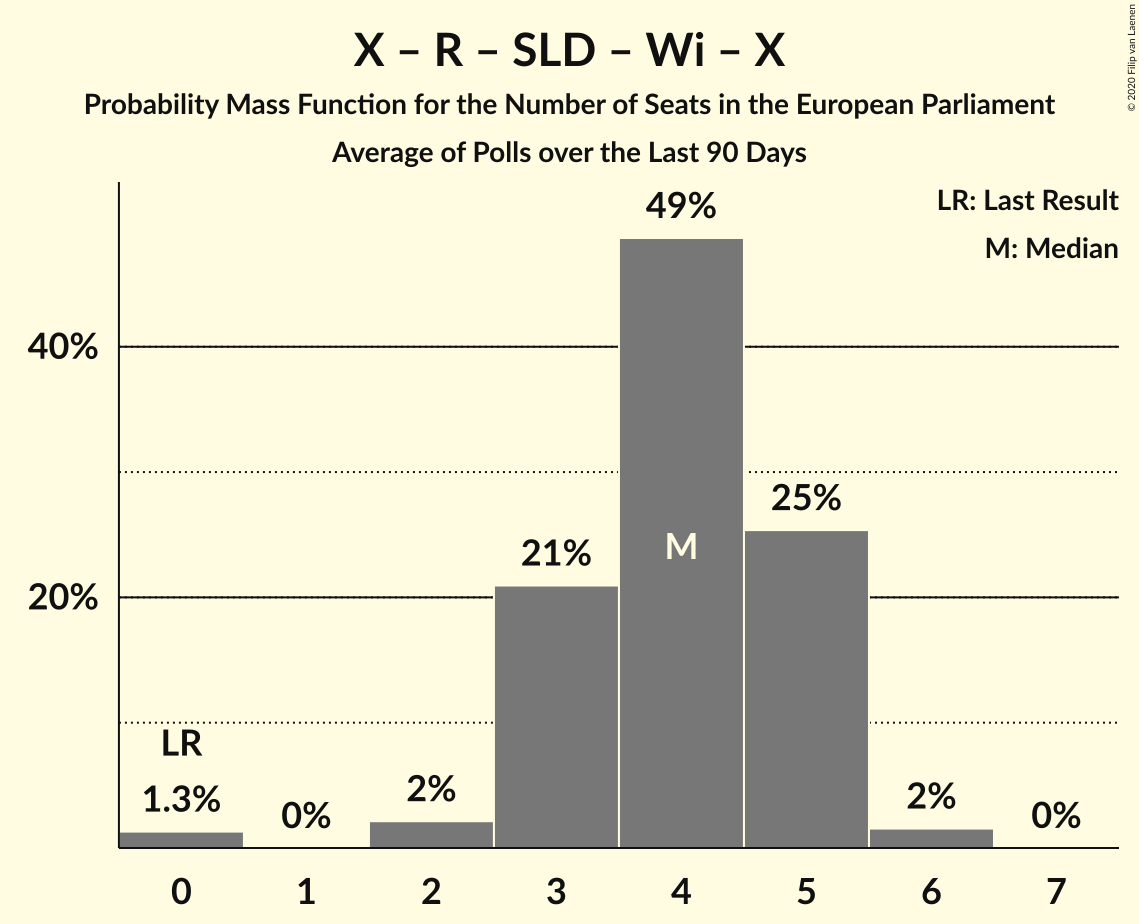 X – R – SLD – Wi – X
Probability Mass Function for the Number of Seats in the European Parliament
Average of Polls over the Last 90 Days
© 2020 Filip van Laenen
LR: Last Result
M: Median
49%
40%
25%
M
21%
20%
LR
1.3%
0%
2%
2%
0%
0 1 2 3 4 5 6 7